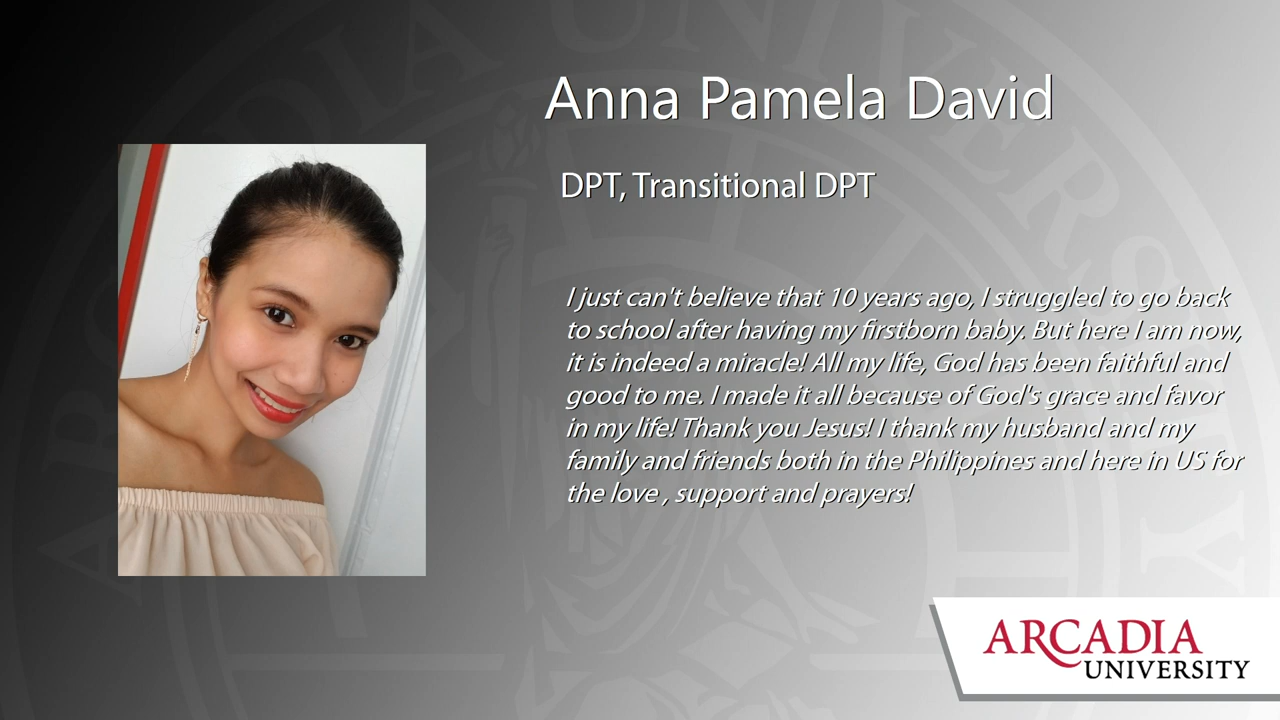 Anna Pamela David
DPT, Transitional DPT
I just can't believe that 10 years ago, I struggled to go back
to school after having my firstborn baby. But here I am now,
it is indeed a miracle! All my life, God has been faithful and
good to me. I made it all because of God's grace and favor
in my life! Thank you Jesus! I thank my husband and my
family and friends both in the Philippines and here in US for
the love , support and prayers!
ARCADIA
UNIVERSITY
ARCADIA UNIVERSITY